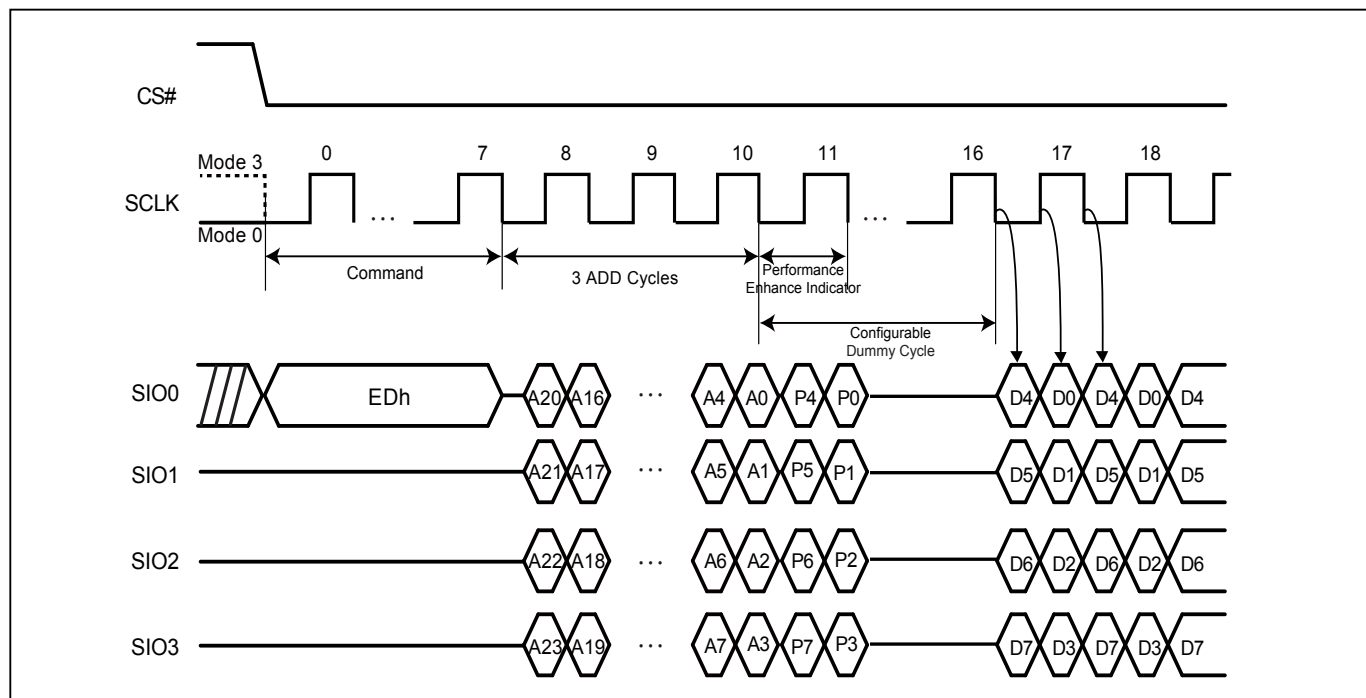 CS#
Mode 3
0 7 8 9 10 11 16 17 18
SCLK
... ...
Mode 0
Command
3 ADD Cycles
Performance
Enhance Indicator
Configurable
Dummy Cycle
SIO0 EDh A20 A16 ... A4 A0 P4 P0 D4 D0 D4 D0 D4
SIO1 A21 A17 ... A5 A1 P5 P1 D5 D1 D5 D1 D5
SIO2 A22 A18 ... A6 A2 P6 P2 D6 D2 D6 D2 D6
SIO3 A23 A19 ... A7 A3 P7 P3 D7 D3 D7 D3 D7